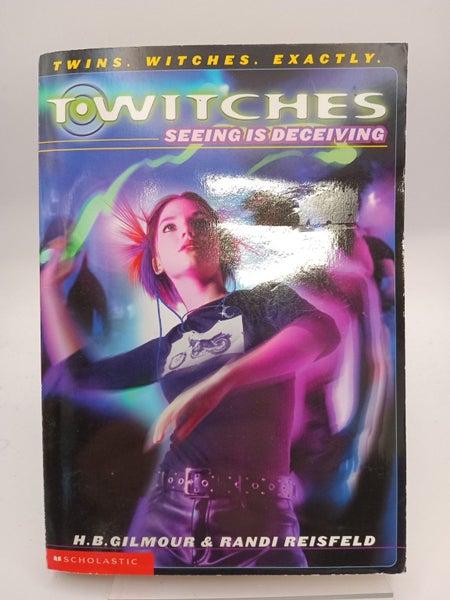 TWINS. WITCHES. EXACTLY.
T•WITCHES
SEEING IS DECEIVING
H.B. GILMOUR & RANDI REISFELD
SCHOLASTIC